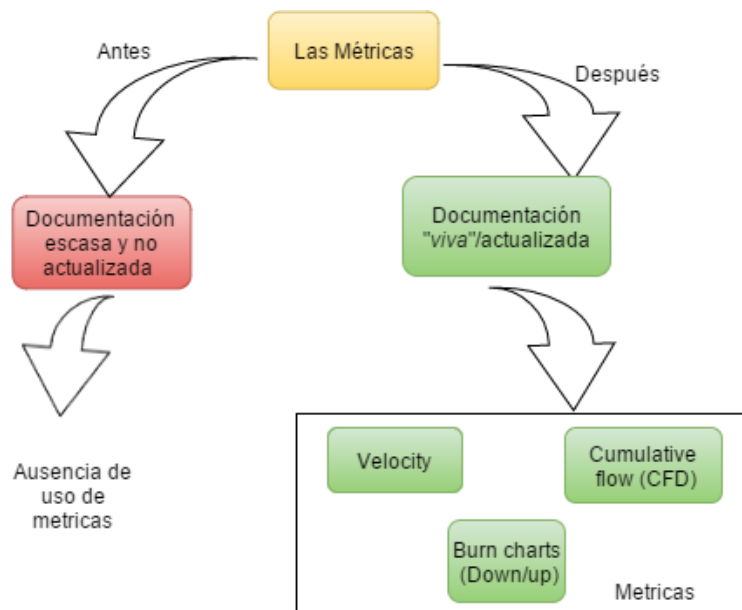 Las Métricas
Antes
Después
Documentación
escasa y no
actualizada
Documentación
"viva"/actualizada
Ausencia de
uso de
metricas
Velocity
Cumulative
flow (CFD)
Burn charts
(Down/up)
Metricas